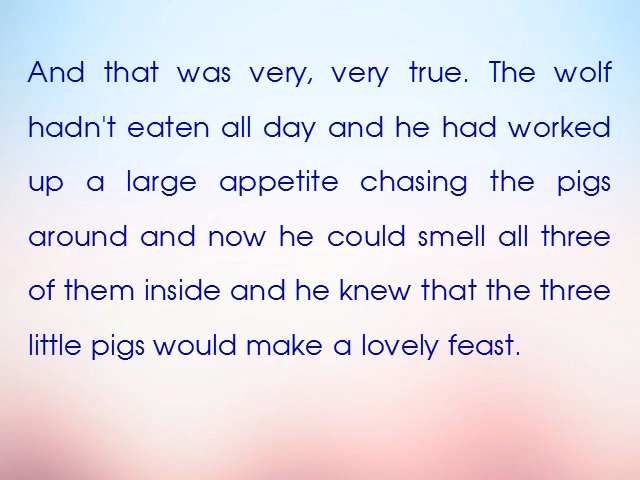 And that was very, very true. The wolf
hadn't eaten all day and he had worked
up a large appetite chasing the pigs
around and now he could smell all three
of them inside and he knew that the three
little pigs would make a lovely feast.